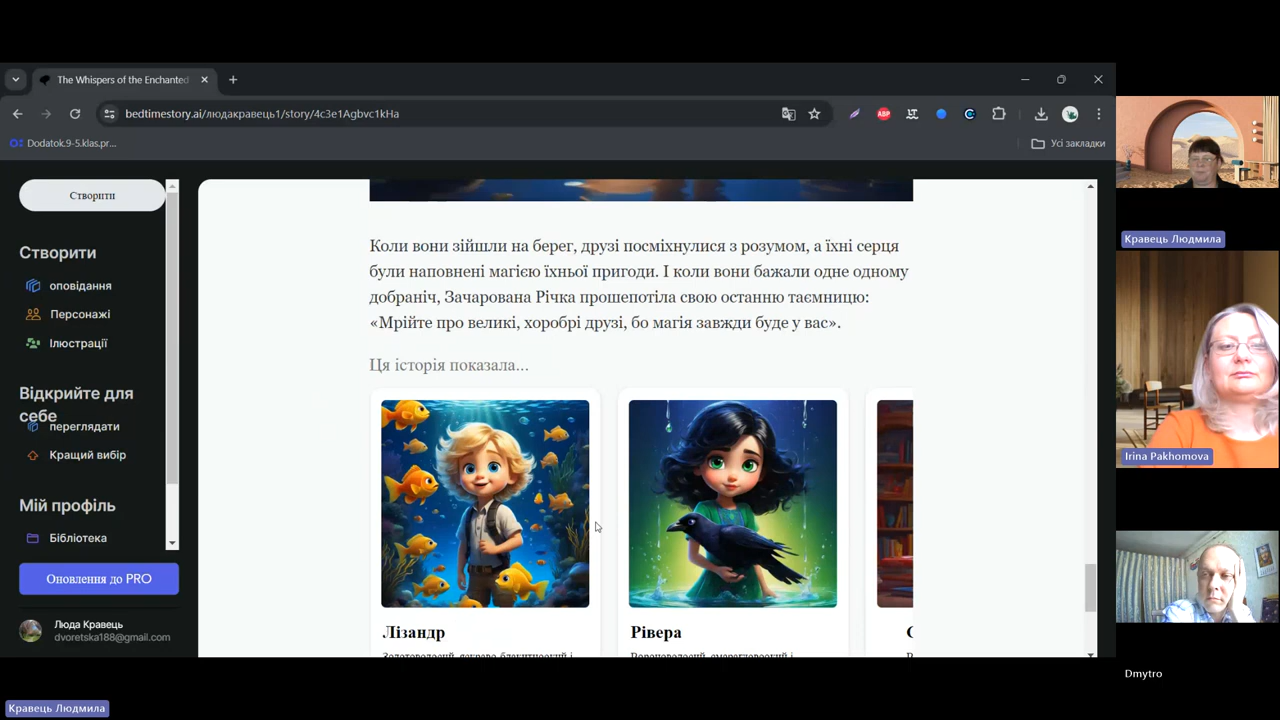 The Whispers of the Enchanted
bedtimestory.ai/людакравець1/story/4c3e1Agbvc1kHa
Dodatok.9-5.klas.pr...
Усі закладки
ABP
Створити
Створити
оповідання
Персонажі
Ілюстрації
Відкрийте для
себе
переглядати
Кращий вибір
Мій профіль
Бібліотека
Оновлення до PRO
Люда Кравець
dvoretska188@gmail.com
Коли вони зійшли на берег, друзі посміхнулися з розумом, а їхні серця
були наповнені магією їхньої пригоди. І коли вони бажали одне одному
добраніч, Зачарована Річка прошепотіла свою останню таємницю:
«Мрійте про великі, хоробрі друзі, бо магія завжди буде у вас».
Ця історія показала...
Лізандр
Рівера
Кравець Людмила
Irina Pakhomova
Dmytro
Кравець Людмила